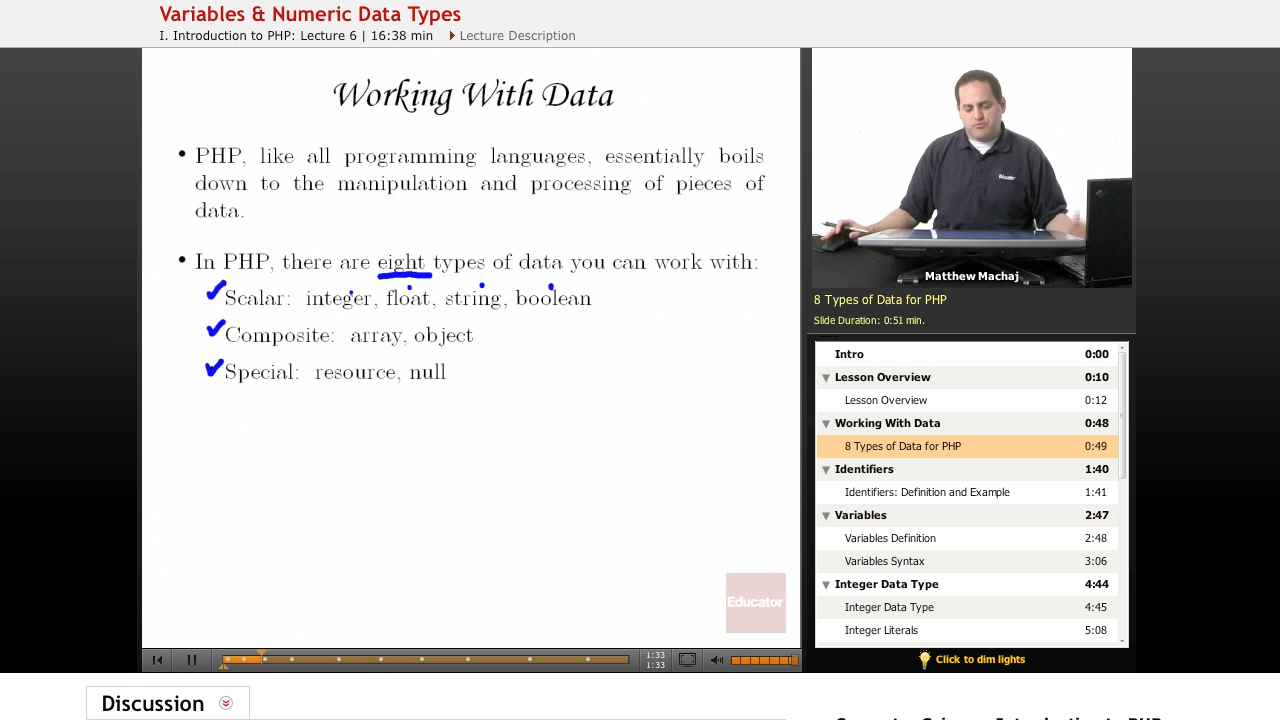 Variables & Numeric Data Types
I. Introduction to PHP: Lecture 6 | 16:38 min Lecture Description
Working With Data
• PHP, like all programming languages, essentially boils
down to the manipulation and processing of pieces of
data.
• In PHP, there are eight types of data you can work with:
Scalar: integer, float, string, boolean
Composite: array, object
Special: resource, null
Educator
Matthew Machaj
8 Types of Data for PHP
Slide Duration: 0:51 min.
Intro 0:00
Lesson Overview 0:10
Lesson Overview 0:12
Working With Data 0:48
8 Types of Data for PHP 0:49
Identifiers 1:40
Identifiers: Definition and Example 1:41
Variables 2:47
Variables Definition 2:48
Variables Syntax 3:06
Integer Data Type 4:44
Integer Data Type 4:45
Integer Literals 5:08
1:33
1:33
Click to dim lights
Discussion